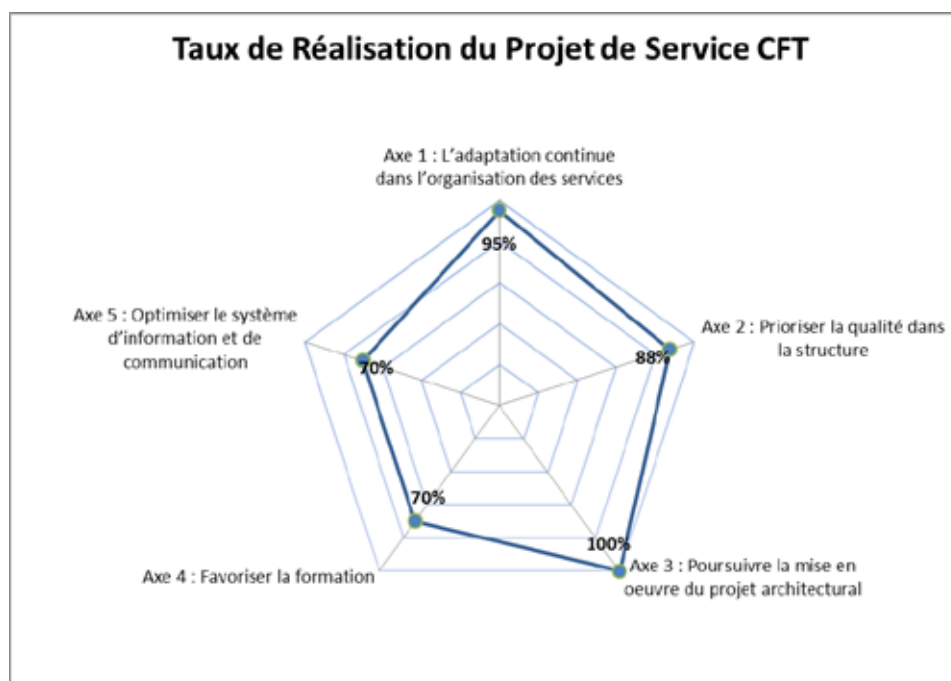 Taux de Réalisation du Projet de Service CFT
Axe 1 : L'adaptation continue
dans l'organisation des services
95%
Axe 2 : Prioriser la qualité dans
la structure
88%
Axe 3 : Poursuivre la mise en
oeuvre du projet architectural
100%
Axe 4 : Favoriser la formation
70%
Axe 5 : Optimiser le système
d'information et de
communication
70%